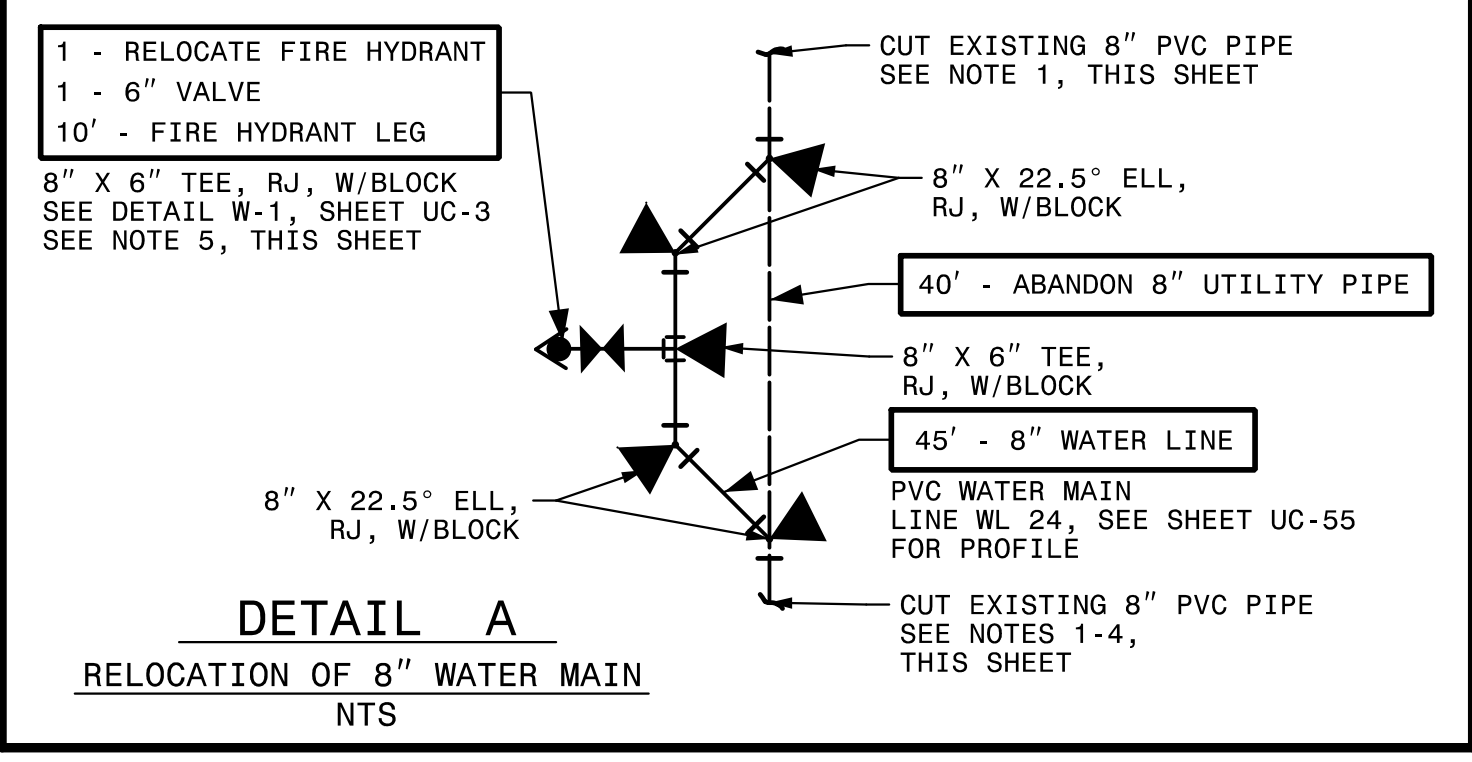 1 - RELOCATE FIRE HYDRANT
1 - 6" VALVE
10' - FIRE HYDRANT LEG
8" X 6" TEE, RJ, W/BLOCK
SEE DETAIL W-1, SHEET UC-3
SEE NOTE 5, THIS SHEET
CUT EXISTING 8" PVC PIPE
SEE NOTE 1, THIS SHEET
8" X 22.5° ELL,
RJ, W/BLOCK
40' - ABANDON 8" UTILITY PIPE
8" X 6" TEE,
RJ, W/BLOCK
45' - 8" WATER LINE
PVC WATER MAIN
LINE WL 24, SEE SHEET UC-55
FOR PROFILE
8" X 22.5° ELL,
RJ, W/BLOCK
CUT EXISTING 8" PVC PIPE
SEE NOTES 1-4,
THIS SHEET
DETAIL A
RELOCATION OF 8" WATER MAIN
NTS